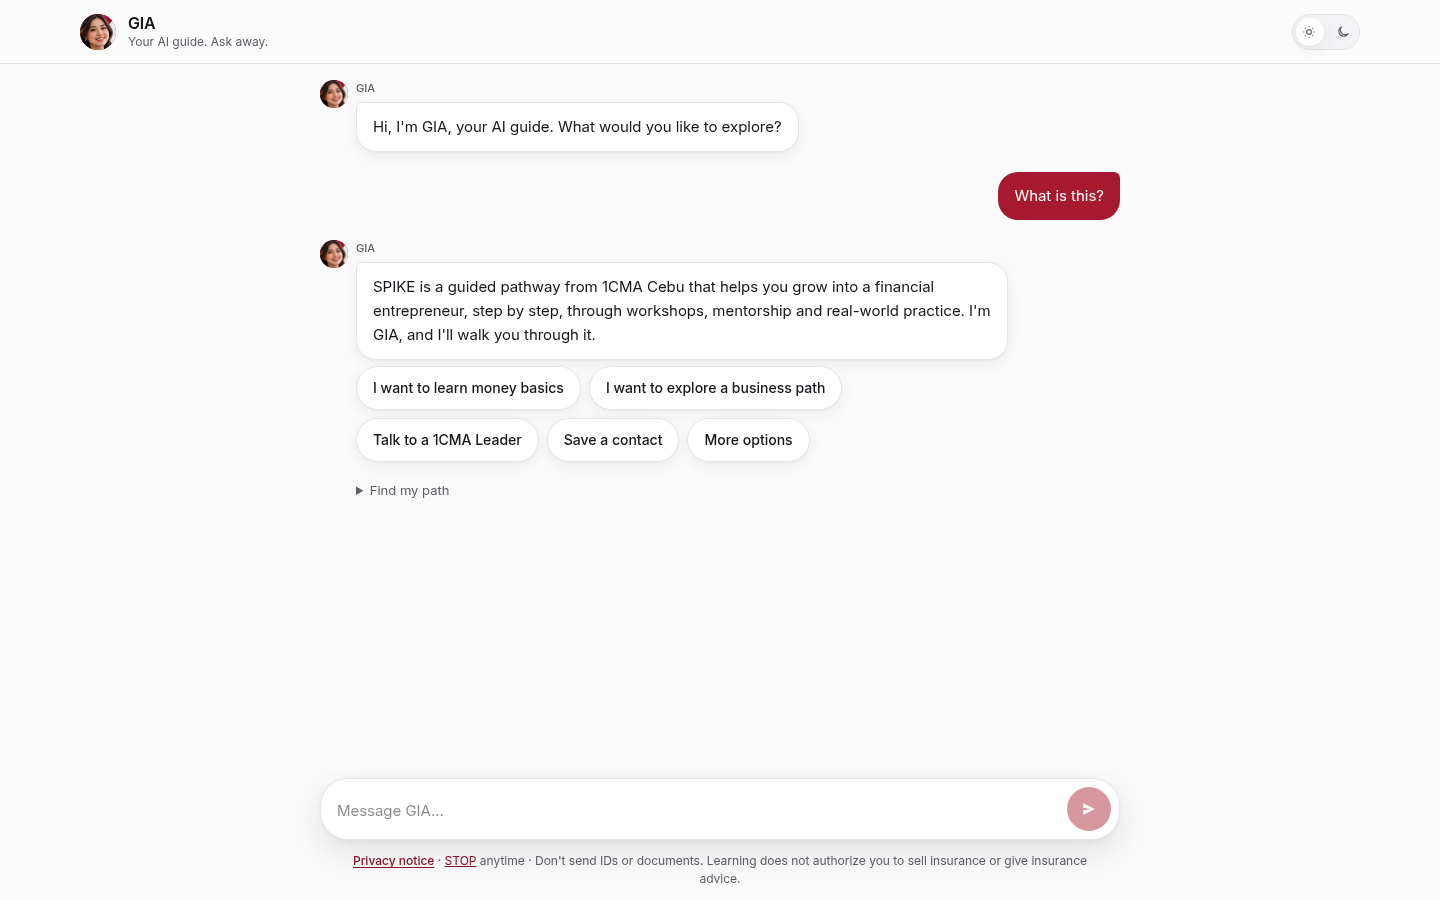 GIA
Your AI guide. Ask away.
GIA
Hi, I'm GIA, your AI guide. What would you like to explore?
What is this?
GIA
SPIKE is a guided pathway from 1CMA Cebu that helps you grow into a financial
entrepreneur, step by step, through workshops, mentorship and real-world practice. I'm
GIA, and I'll walk you through it.
I want to learn money basics
I want to explore a business path
Talk to a 1CMA Leader
Save a contact
More options
Find my path
Message GIA...
Privacy notice · STOP anytime · Don't send IDs or documents. Learning does not authorize you to sell insurance or give insurance
advice.